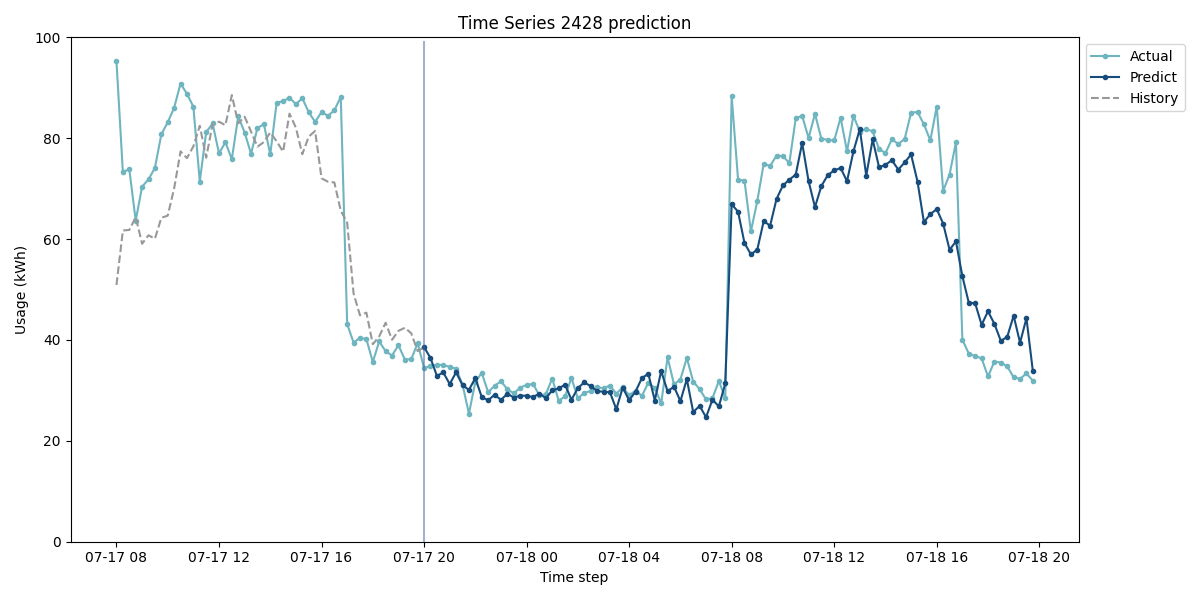 Time Series 2428 prediction
Usage (kWh)
100
80
60
40
20
0
07-17 08
07-17 12
07-17 16
07-17 20
07-18 00
07-18 04
07-18 08
07-18 12
07-18 16
07-18 20
Time step
Actual
Predict
History